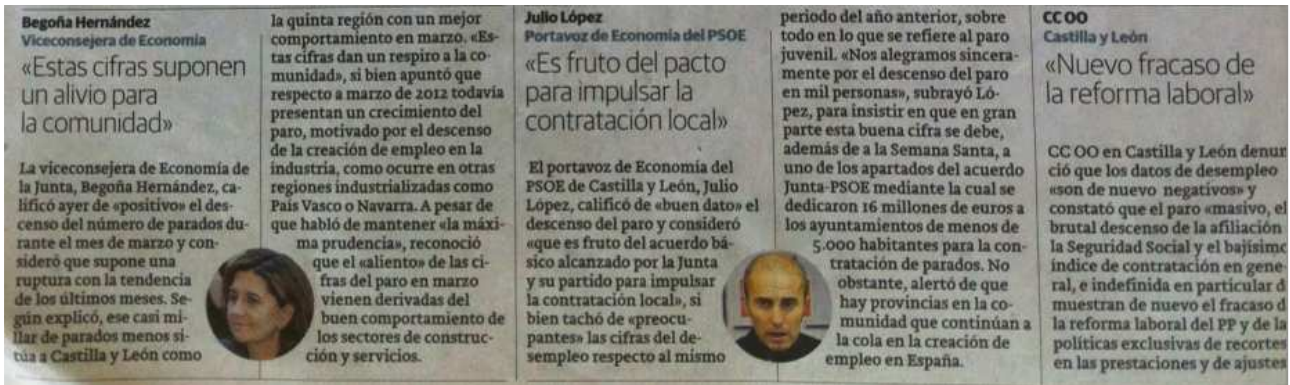 Begoña Hernández
Viceconsejera de Economía
«Estas cifras suponen
un alivio para
la comunidad»
La viceconsejera de Economía de
la Junta, Begoña Hernández, ca-
lificó ayer de «positivo» el des-
censo del número de parados du-
rante el mes de marzo y con-
sideró que supone una
ruptura con la tendencia
de los últimos meses. Se-
gún explicó, ese casi mi-
llar de parados menos si-
túa a Castilla y León como
la quinta región con un mejor
comportamiento en marzo. «Es-
tas cifras dan un respiro a la co-
munidad», si bien apuntó que
respecto a marzo de 2012 todavía
presentan un crecimiento del
paro, motivado por el descenso
de la creación de empleo en la
industria, como ocurre en otras
regiones industrializadas como
País Vasco o Navarra. A pesar de
que habló de mantener «la máxi-
ma prudencia», reconoció
que el «aliento» de las ci-
fras del paro en marzo
vienen derivadas del
buen comportamiento de
los sectores de construc-
ción y servicios.
Julio López
Portavoz de Economía del PSOE
«Es fruto del pacto
para impulsar la
contratación local»
El portavoz de Economía del
PSOE de Castilla y León, Julio
López, calificó de «buen dato» el
descenso del paro y consideró
«que es fruto del acuerdo bá-
sico alcanzado por la Junta
y su partido para impulsar
la contratación local», si
bien tachó de «preocu-
pantes» las cifras del de-
sempleo respecto al mismo
periodo del año anterior, sobre
todo en lo que se refiere al paro
juvenil. «Nos alegramos sincera-
mente por el descenso del paro
en mil personas», subrayó Ló-
pez, para insistir en que en gran
parte esta buena cifra se debe,
además de a la Semana Santa, a
uno de los apartados del acuerdo
Junta-PSOE mediante la cual se
dedicaron 16 millones de euros a
los ayuntamientos de menos de
5.000 habitantes para la con-
tratación de parados. No
obstante, alertó de que
hay provincias en la co-
munidad que continúan a
la cola en la creación de
empleo en España.
CC OO
Castilla y León
«Nuevo fracaso de
la reforma laboral»
CC OO en Castilla y León denun
ció que los datos de desempleo
«son de nuevo negativos» y
constató que el paro «masivo, el
brutal descenso de la afiliación
la Seguridad Social y el bajísimo
índice de contratación en gene-
ral, e indefinida en particular d
muestran de nuevo el fracaso d
la reforma laboral del PP y de la
políticas exclusivas de recortes
en las prestaciones y de ajustes